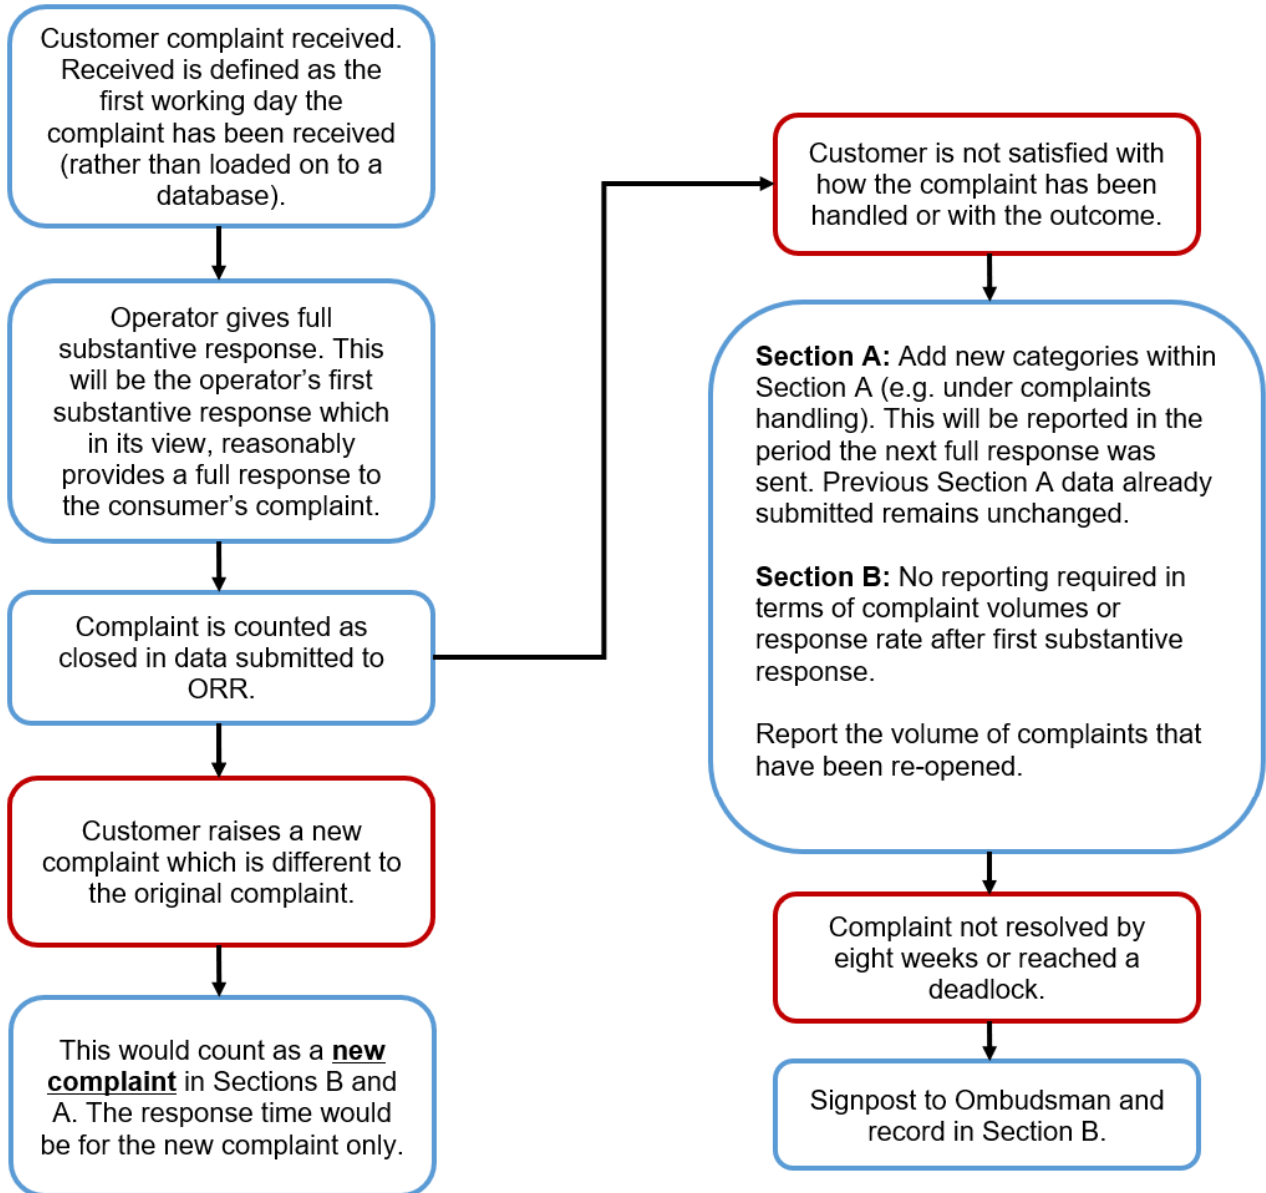 Customer complaint received.
Received is defined as the
first working day the
complaint has been received
(rather than loaded on to a
database).
Operator gives full
substantive response. This
will be the operator’s first
substantive response which
in its view, reasonably
provides a full response to
the consumer’s complaint.
Complaint is counted as
closed in data submitted to
ORR.
Customer raises a new
complaint which is different to
the original complaint.
This would count as a new
complaint in Sections B and
A. The response time would
be for the new complaint only.
Customer is not satisfied with
how the complaint has been
handled or with the outcome.
Section A: Add new categories within
Section A (e.g. under complaints
handling). This will be reported in the
period the next full response was
sent. Previous Section A data already
submitted remains unchanged.
Section B: No reporting required in
terms of complaint volumes or
response rate after first substantive
response.
Report the volume of complaints that
have been re-opened.
Complaint not resolved by
eight weeks or reached a
deadlock.
Signpost to Ombudsman and
record in Section B.